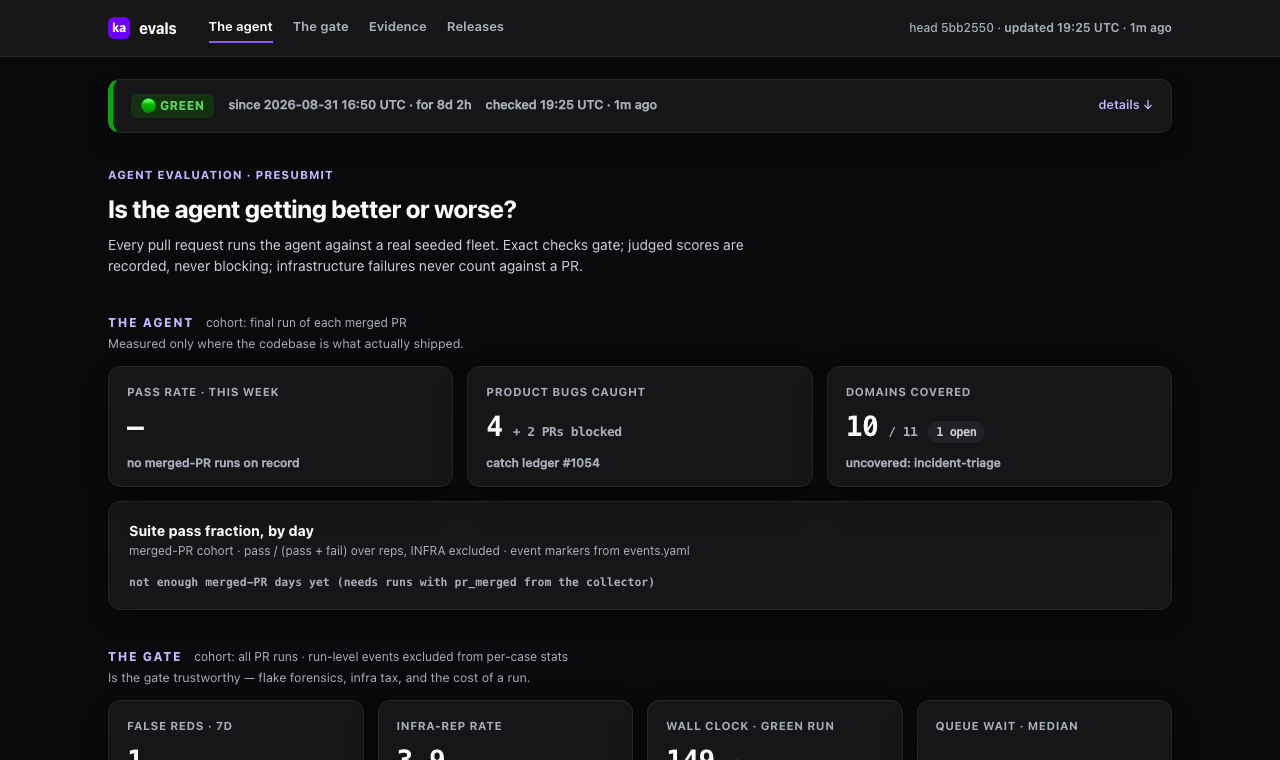 ka evals The agent The gate Evidence Releases head 5bb2550 · updated 19:25 UTC · 1m ago
GREEN since 2026-08-31 16:50 UTC · for 8d 2h checked 19:25 UTC · 1m ago details ↓
AGENT EVALUATION · PRESUBMIT
Is the agent getting better or worse?
Every pull request runs the agent against a real seeded fleet. Exact checks gate; judged scores are
recorded, never blocking; infrastructure failures never count against a PR.
THE AGENT cohort: final run of each merged PR
Measured only where the codebase is what actually shipped.
PASS RATE · THIS WEEK
—
no merged-PR runs on record
PRODUCT BUGS CAUGHT
4 + 2 PRs blocked
catch ledger #1054
DOMAINS COVERED
10 / 11 1 open
uncovered: incident-triage
Suite pass fraction, by day
merged-PR cohort · pass / (pass + fail) over reps, INFRA excluded · event markers from events.yaml
not enough merged-PR days yet (needs runs with pr_merged from the collector)
THE GATE cohort: all PR runs · run-level events excluded from per-case stats
Is the gate trustworthy — flake forensics, infra tax, and the cost of a run.
FALSE REDS · 7D
1
INFRA-REP RATE
3.9
WALL CLOCK · GREEN RUN
149
QUEUE WAIT · MEDIAN